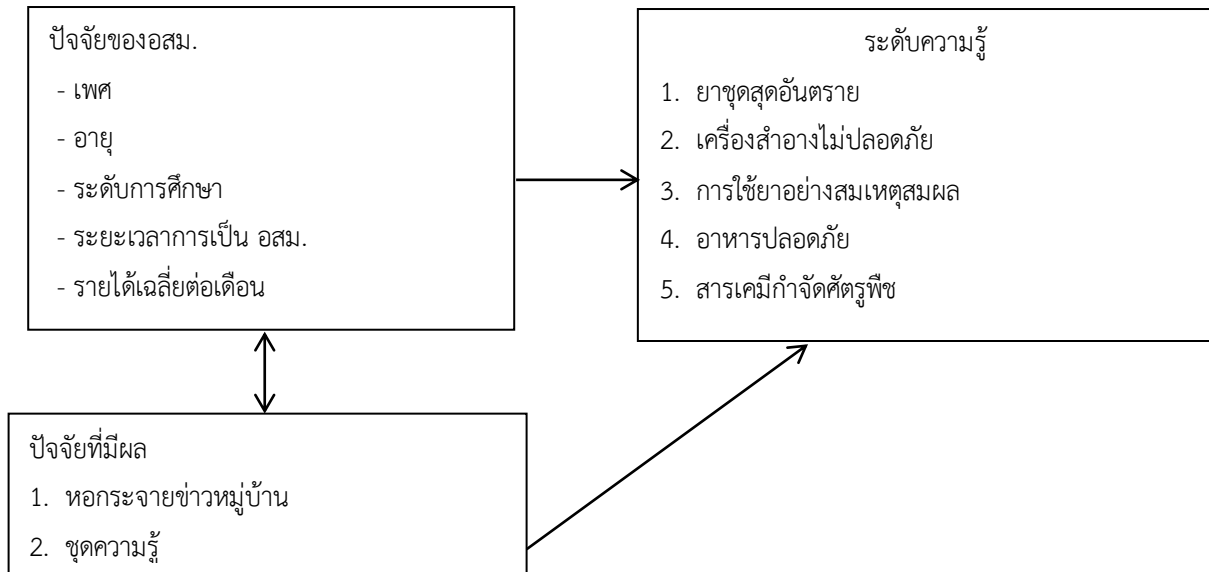 ปัจจัยของอสม.
- เพศ
- อายุ
- ระดับการศึกษา
- ระยะเวลาการเป็น อสม.
- รายได้เฉลี่ยต่อเดือน
ระดับความรู้
1. ยาชุดสุดอันตราย
2. เครื่องสำอางไม่ปลอดภัย
3. การใช้ยาอย่างสมเหตุสมผล
4. อาหารปลอดภัย
5. สารเคมีกำจัดศัตรูพืช
ปัจจัยที่มีผล
1. หอกระจายข่าวหมู่บ้าน
2. ชุดความรู้